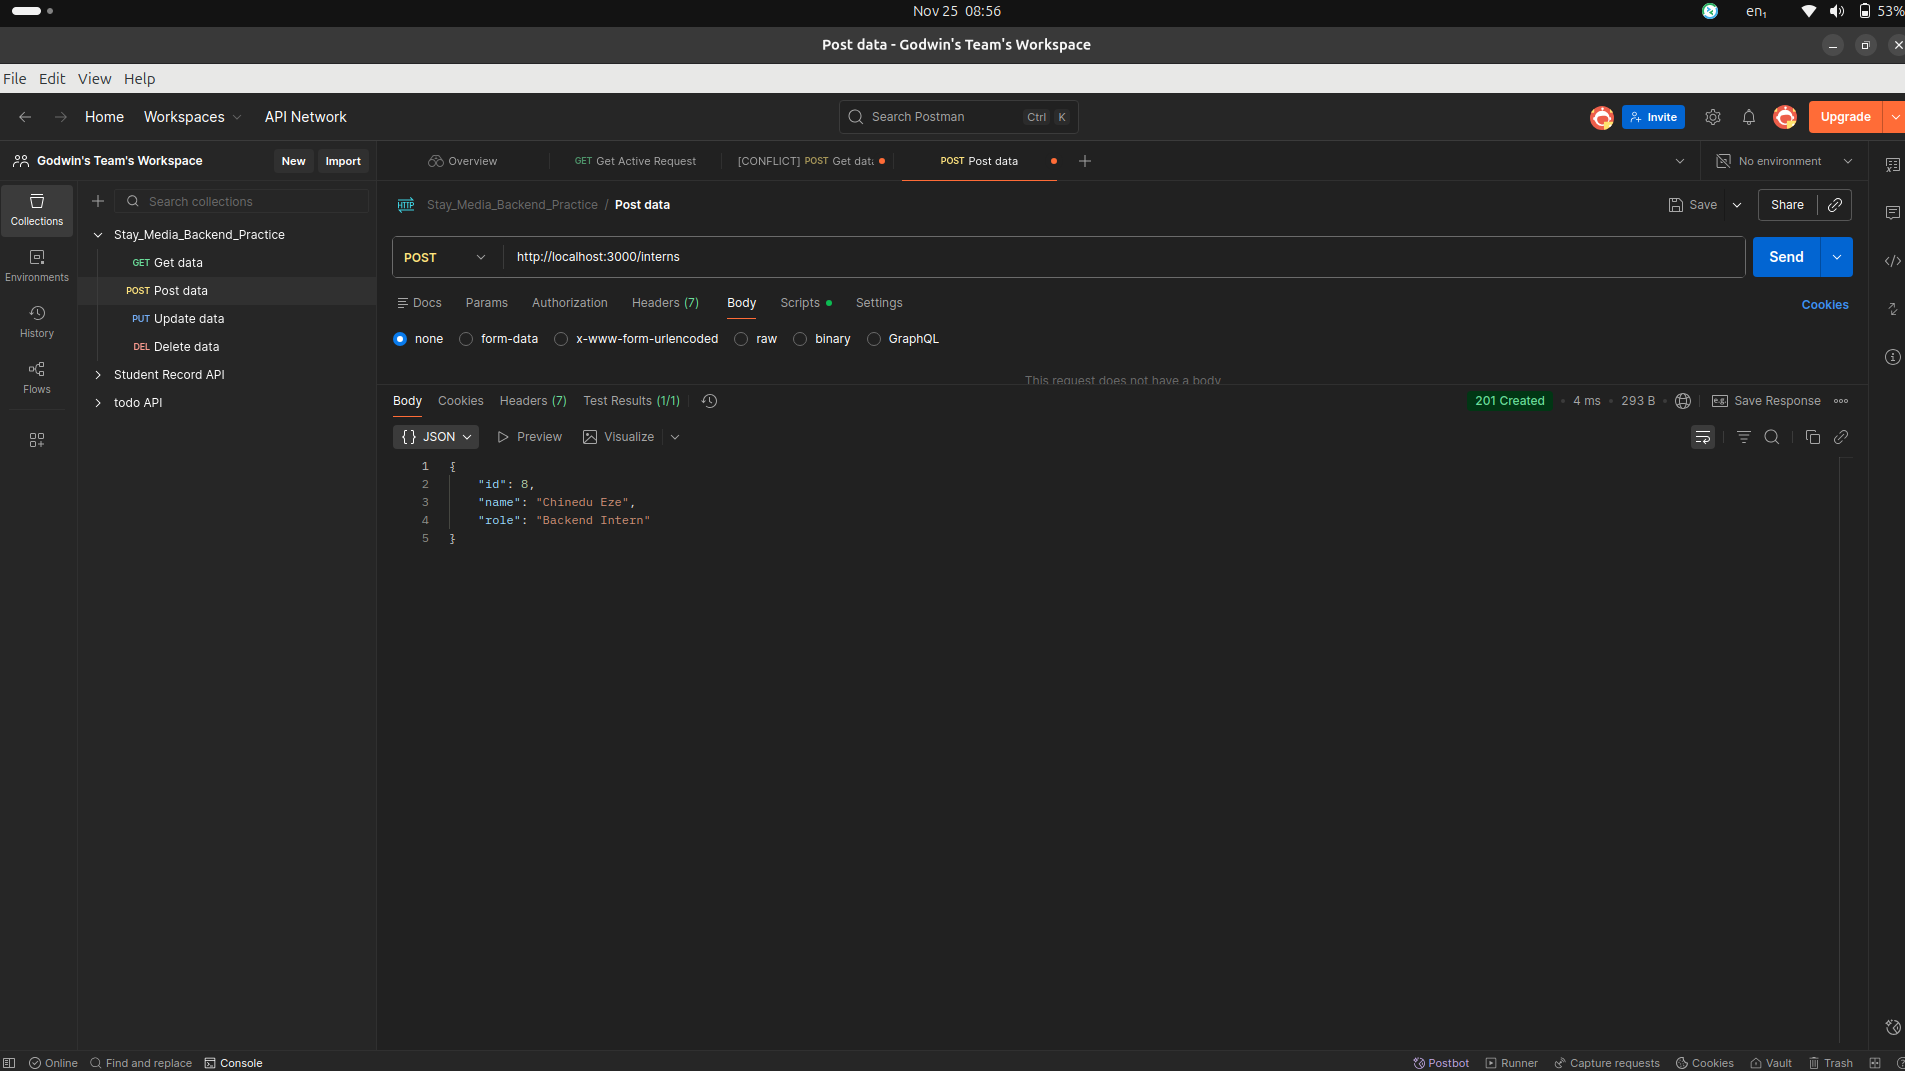 Nov 25 08:56
en₁
53%
Post data - Godwin's Team's Workspace
File Edit View Help
Home Workspaces API Network
Search Postman Ctrl K
Invite
Upgrade
Godwin's Team's Workspace
New Import
Overview
GET Get Active Request
[CONFLICT] POST Get data
POST Post data
No environment
Collections
Environments
History
Flows
Search collections
Stay_Media_Backend_Practice
GET Get data
POST Post data
PUT Update data
DEL Delete data
Student Record API
todo API
HTTP Stay_Media_Backend_Practice / Post data
Save Share
POST http://localhost:3000/interns
Send
Docs Params Authorization Headers (7) Body Scripts Settings
Cookies
none form-data x-www-form-urlencoded raw binary GraphQL
This request does not have a body
Body Cookies Headers (7) Test Results (1/1)
201 Created • 4 ms • 293 B
e.g. Save Response
{} JSON Preview Visualize
1 {
2 "id": 8,
3 "name": "Chinedu Eze",
4 "role": "Backend Intern"
5 }
Online Find and replace Console
Postbot Runner Capture requests Cookies Vault Trash